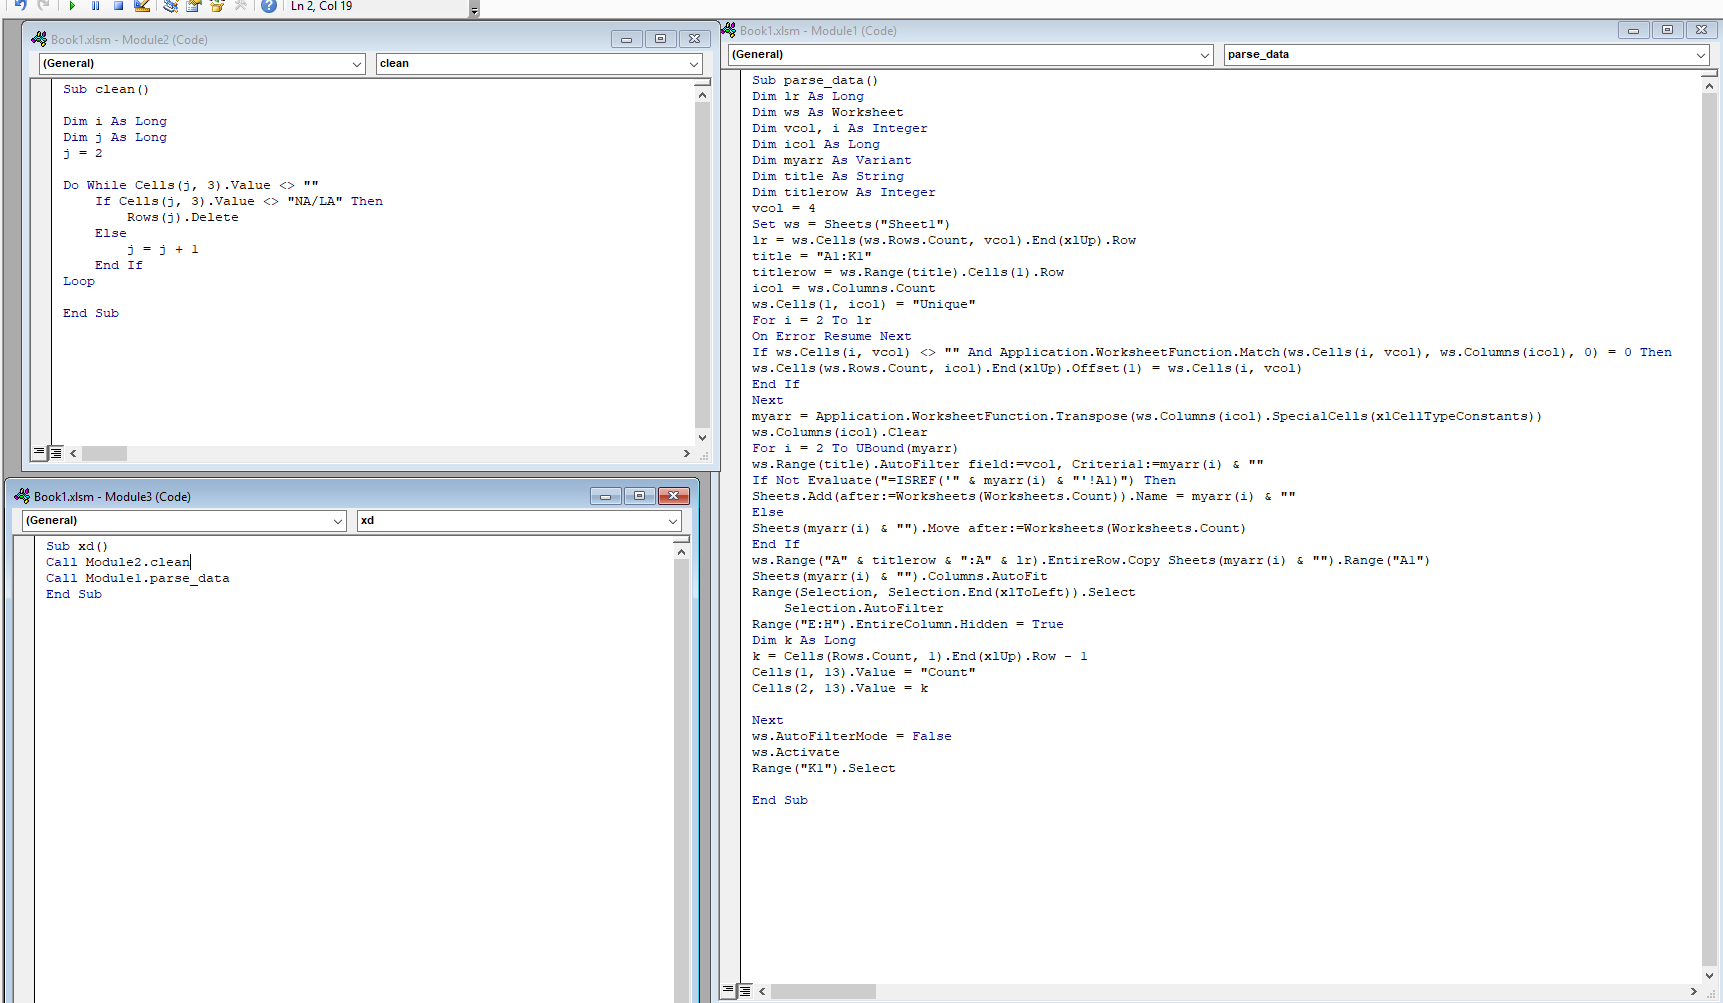 Ln 2, Col 19
Book1.xlsm - Module2 (Code)
(General)
clean
Sub clean()
Dim i As Long
Dim j As Long
j = 2
Do While Cells(j, 3).Value <> ""
If Cells(j, 3).Value <> "NA/LA" Then
Rows(j).Delete
Else
j = j + 1
End If
Loop
End Sub
Book1.xlsm - Module3 (Code)
(General)
xd
Sub xd()
Call Module2.clean
Call Module1.parse_data
End Sub
Book1.xlsm - Module1 (Code)
(General)
parse_data
Sub parse_data()
Dim lr As Long
Dim ws As Worksheet
Dim vcol, i As Integer
Dim icol As Long
Dim myarr As Variant
Dim title As String
Dim titlerow As Integer
vcol = 4
Set ws = Sheets("Sheet1")
lr = ws.Cells(ws.Rows.Count, vcol).End(xlUp).Row
title = "A1:K1"
titlerow = ws.Range(title).Cells(1).Row
icol = ws.Columns.Count
ws.Cells(1, icol) = "Unique"
For i = 2 To lr
On Error Resume Next
If ws.Cells(i, vcol) <> "" And Application.WorksheetFunction.Match(ws.Cells(i, vcol), ws.Columns(icol), 0) = 0 Then
ws.Cells(ws.Rows.Count, icol).End(xlUp).Offset(1) = ws.Cells(i, vcol)
End If
Next
myarr = Application.WorksheetFunction.Transpose(ws.Columns(icol).SpecialCells(xlCellTypeConstants))
ws.Columns(icol).Clear
For i = 2 To UBound(myarr)
ws.Range(title).AutoFilter field:=vcol, Criteria1:=myarr(i) & ""
If Not Evaluate("=ISREF('" & myarr(i) & "'!A1)") Then
Sheets.Add(after:=Worksheets(Worksheets.Count)).Name = myarr(i) & ""
Else
Sheets(myarr(i) & "").Move after:=Worksheets(Worksheets.Count)
End If
ws.Range("A" & titlerow & ":A" & lr).EntireRow.Copy Sheets(myarr(i) & "").Range("A1")
Sheets(myarr(i) & "").Columns.AutoFit
Range(Selection, Selection.End(xlToLeft)).Select
Selection.AutoFilter
Range("E:H").EntireColumn.Hidden = True
Dim k As Long
k = Cells(Rows.Count, 1).End(xlUp).Row - 1
Cells(1, 13).Value = "Count"
Cells(2, 13).Value = k
Next
ws.AutoFilterMode = False
ws.Activate
Range("K1").Select
End Sub